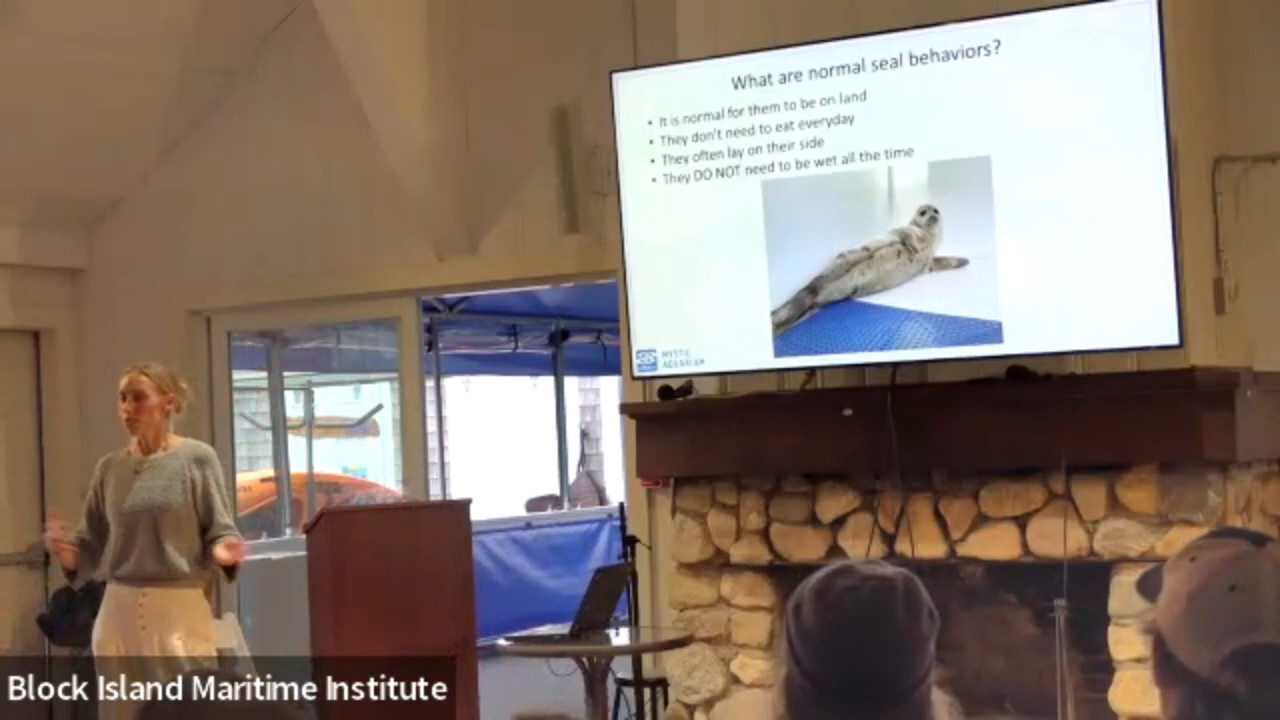 What are normal seal behaviors?
• It is normal for them to be on land
• They don't need to eat everyday
• They often lay on their side
• They DO NOT need to be wet all the time
MYSTIC
AQUARIUM
Block Island Maritime Institute